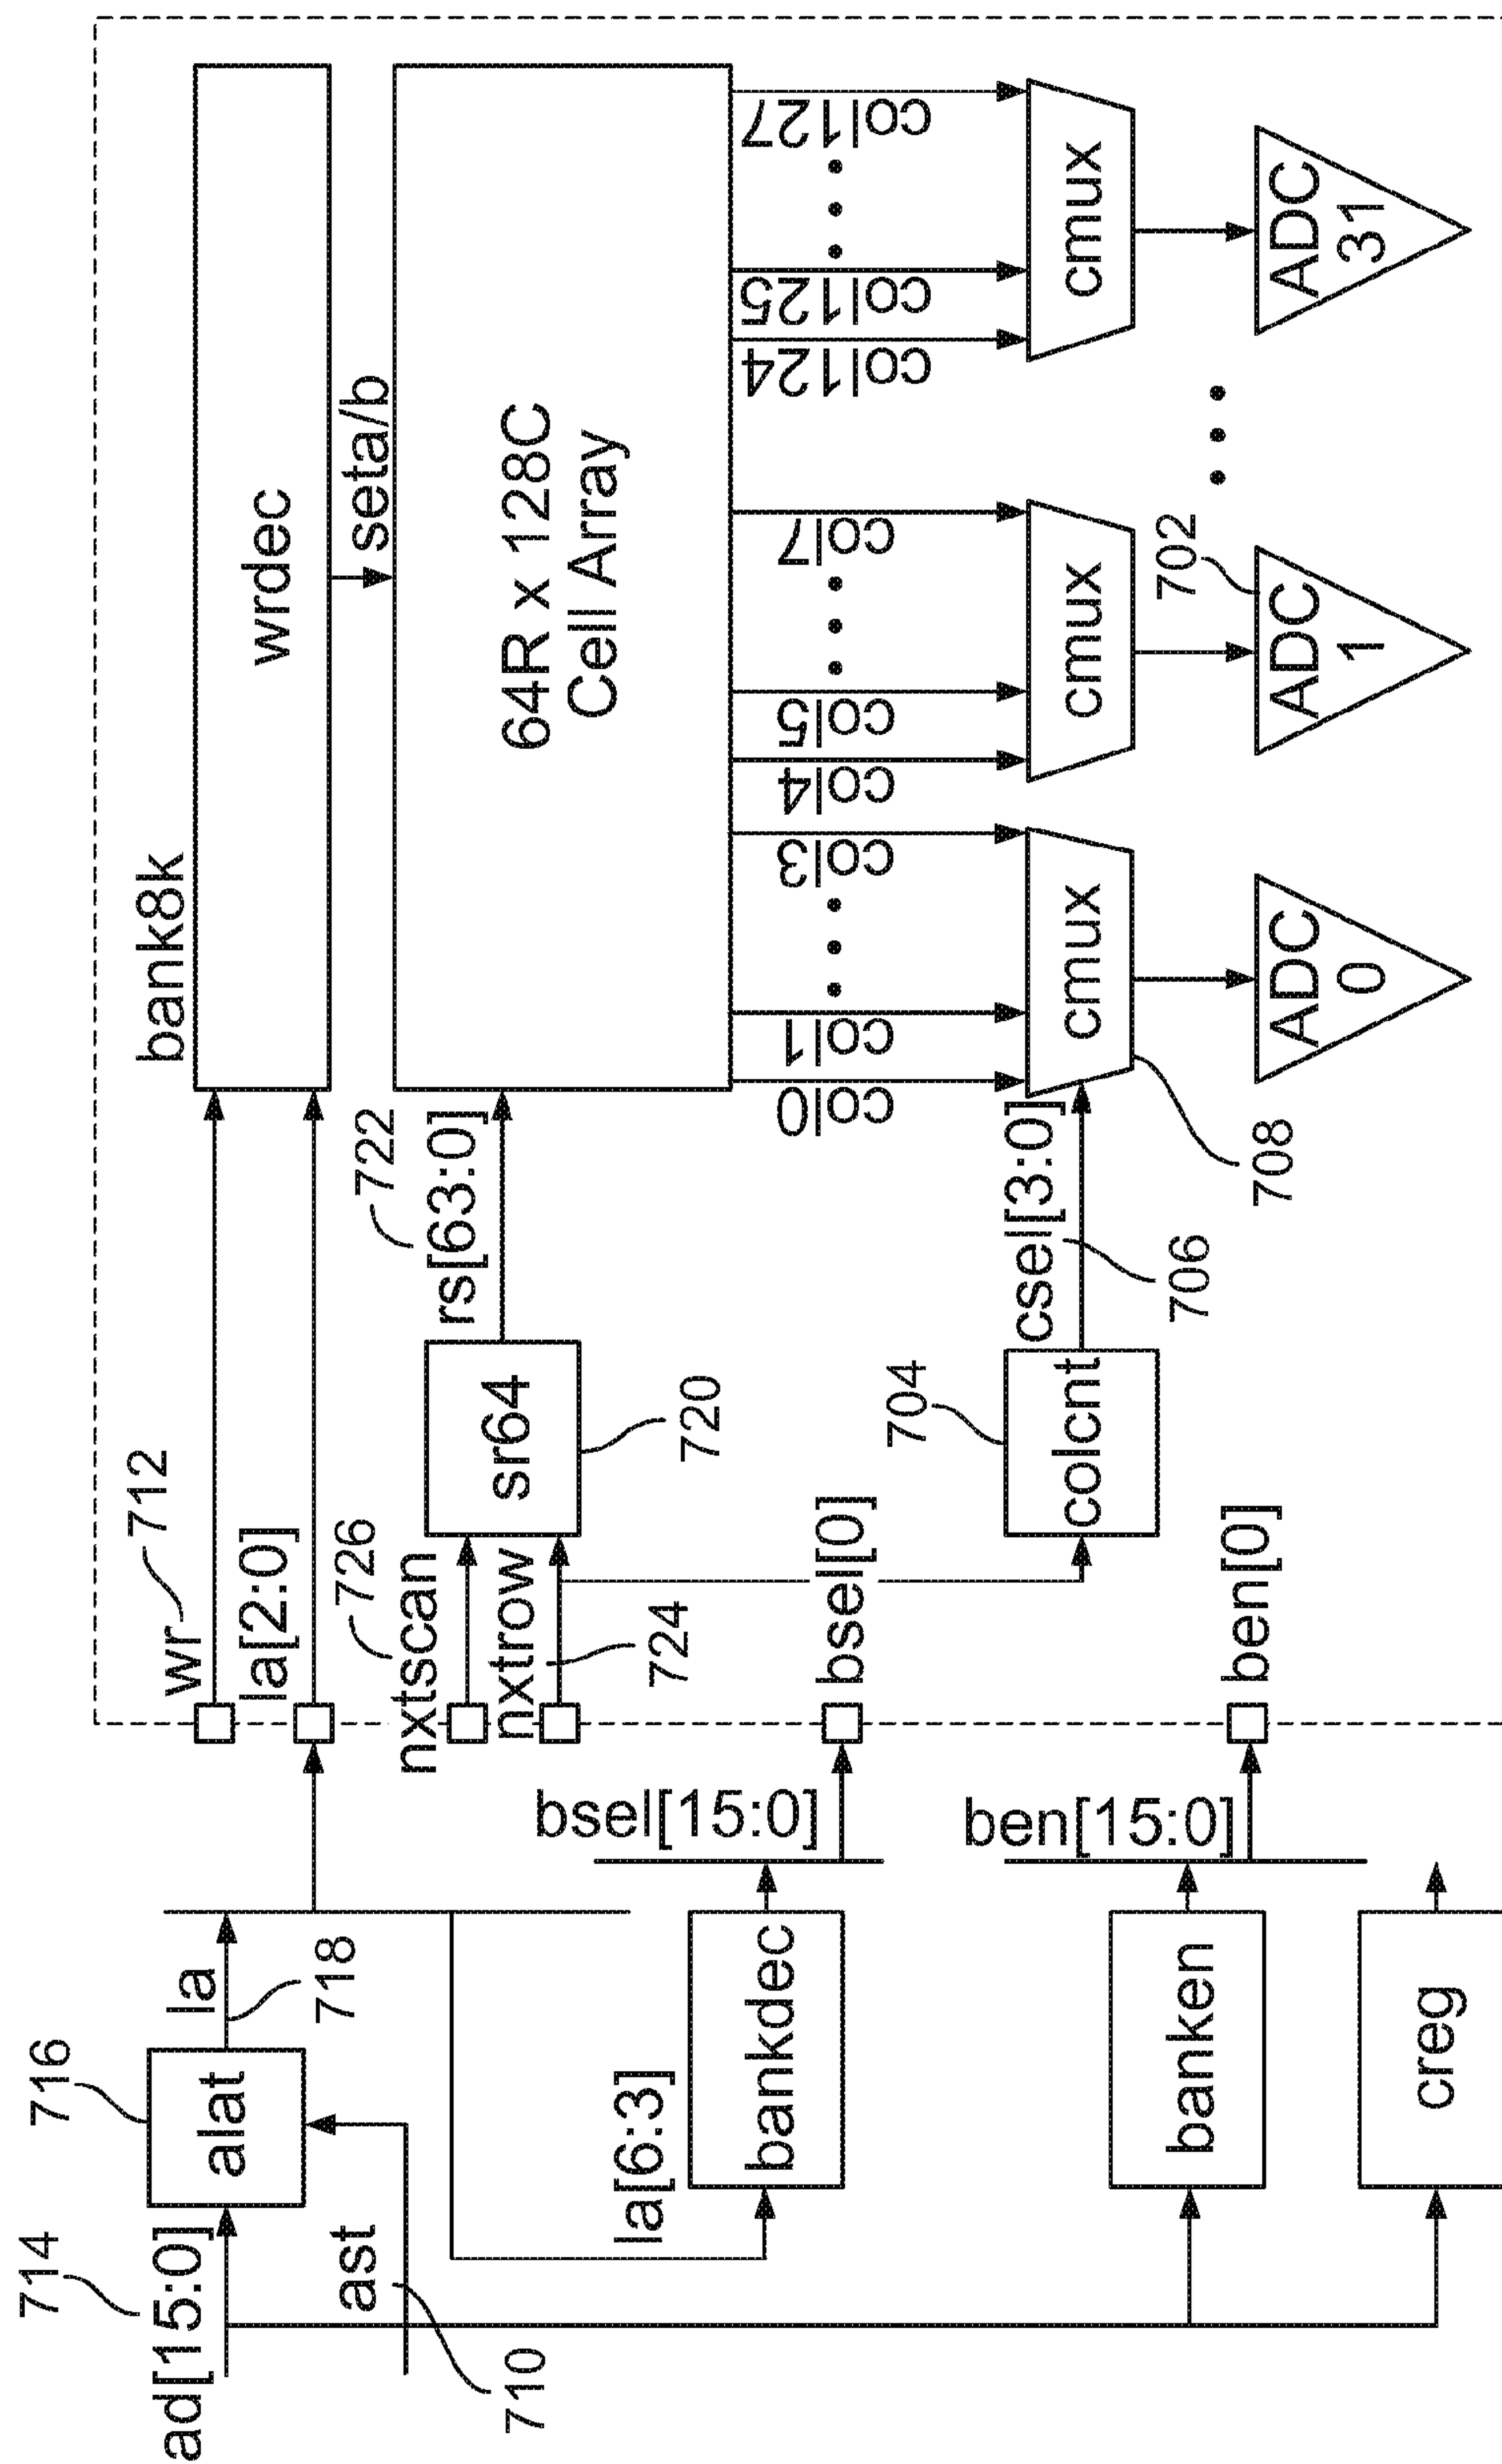 714
ad[15:0]
716
alat
la
718
ast
710
la[6:3]
bankdec
bsel[15:0]
banken
ben[15:0]
creg
bank8k
wr
712
la[2:0]
wrdec
seta/b
nxtscan
726
nxtrow
724
sr64
720
rs[63:0]
722
64R x 128C
Cell Array
bsel[0]
ben[0]
704
colcnt
csel[3:0]
706
col0
col1
col3
col4
col5
col7
col124
col125
col127
cmux
cmux
cmux
708
702
ADC
0
ADC
1
ADC
31